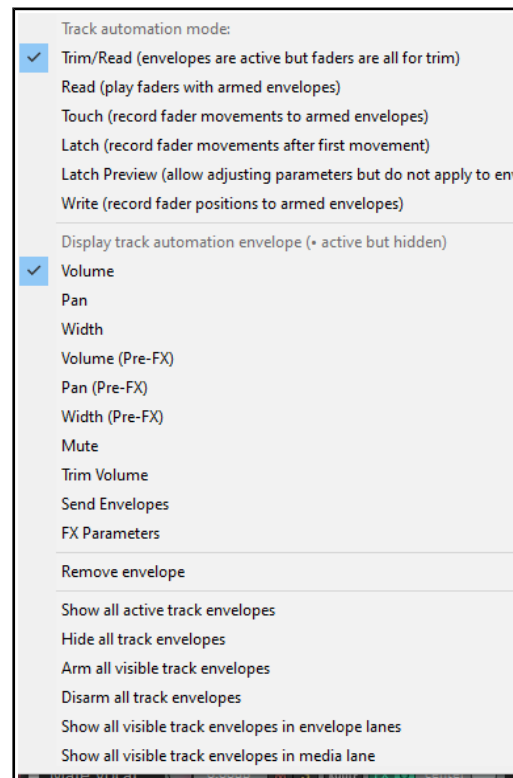 Track automation mode:
Trim/Read (envelopes are active but faders are all for trim)
Read (play faders with armed envelopes)
Touch (record fader movements to armed envelopes)
Latch (record fader movements after first movement)
Latch Preview (allow adjusting parameters but do not apply to en
Write (record fader positions to armed envelopes)
Display track automation envelope (• active but hidden)
Volume
Pan
Width
Volume (Pre-FX)
Pan (Pre-FX)
Width (Pre-FX)
Mute
Trim Volume
Send Envelopes
FX Parameters
Remove envelope
Show all active track envelopes
Hide all track envelopes
Arm all visible track envelopes
Disarm all track envelopes
Show all visible track envelopes in envelope lanes
Show all visible track envelopes in media lane